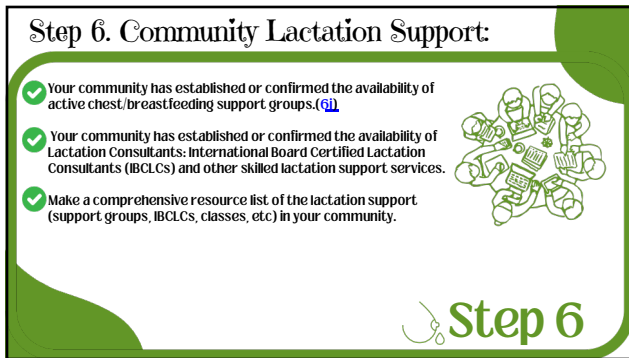 Step 6. Community Lactation Support:
Your community has established or confirmed the availability of
active chest/breastfeeding support groups.(6i)
Your community has established or confirmed the availability of
Lactation Consultants: International Board Certified Lactation
Consultants (IBCLCs) and other skilled lactation support services.
Make a comprehensive resource list of the lactation support
(support groups, IBCLCs, classes, etc) in your community.
Step 6